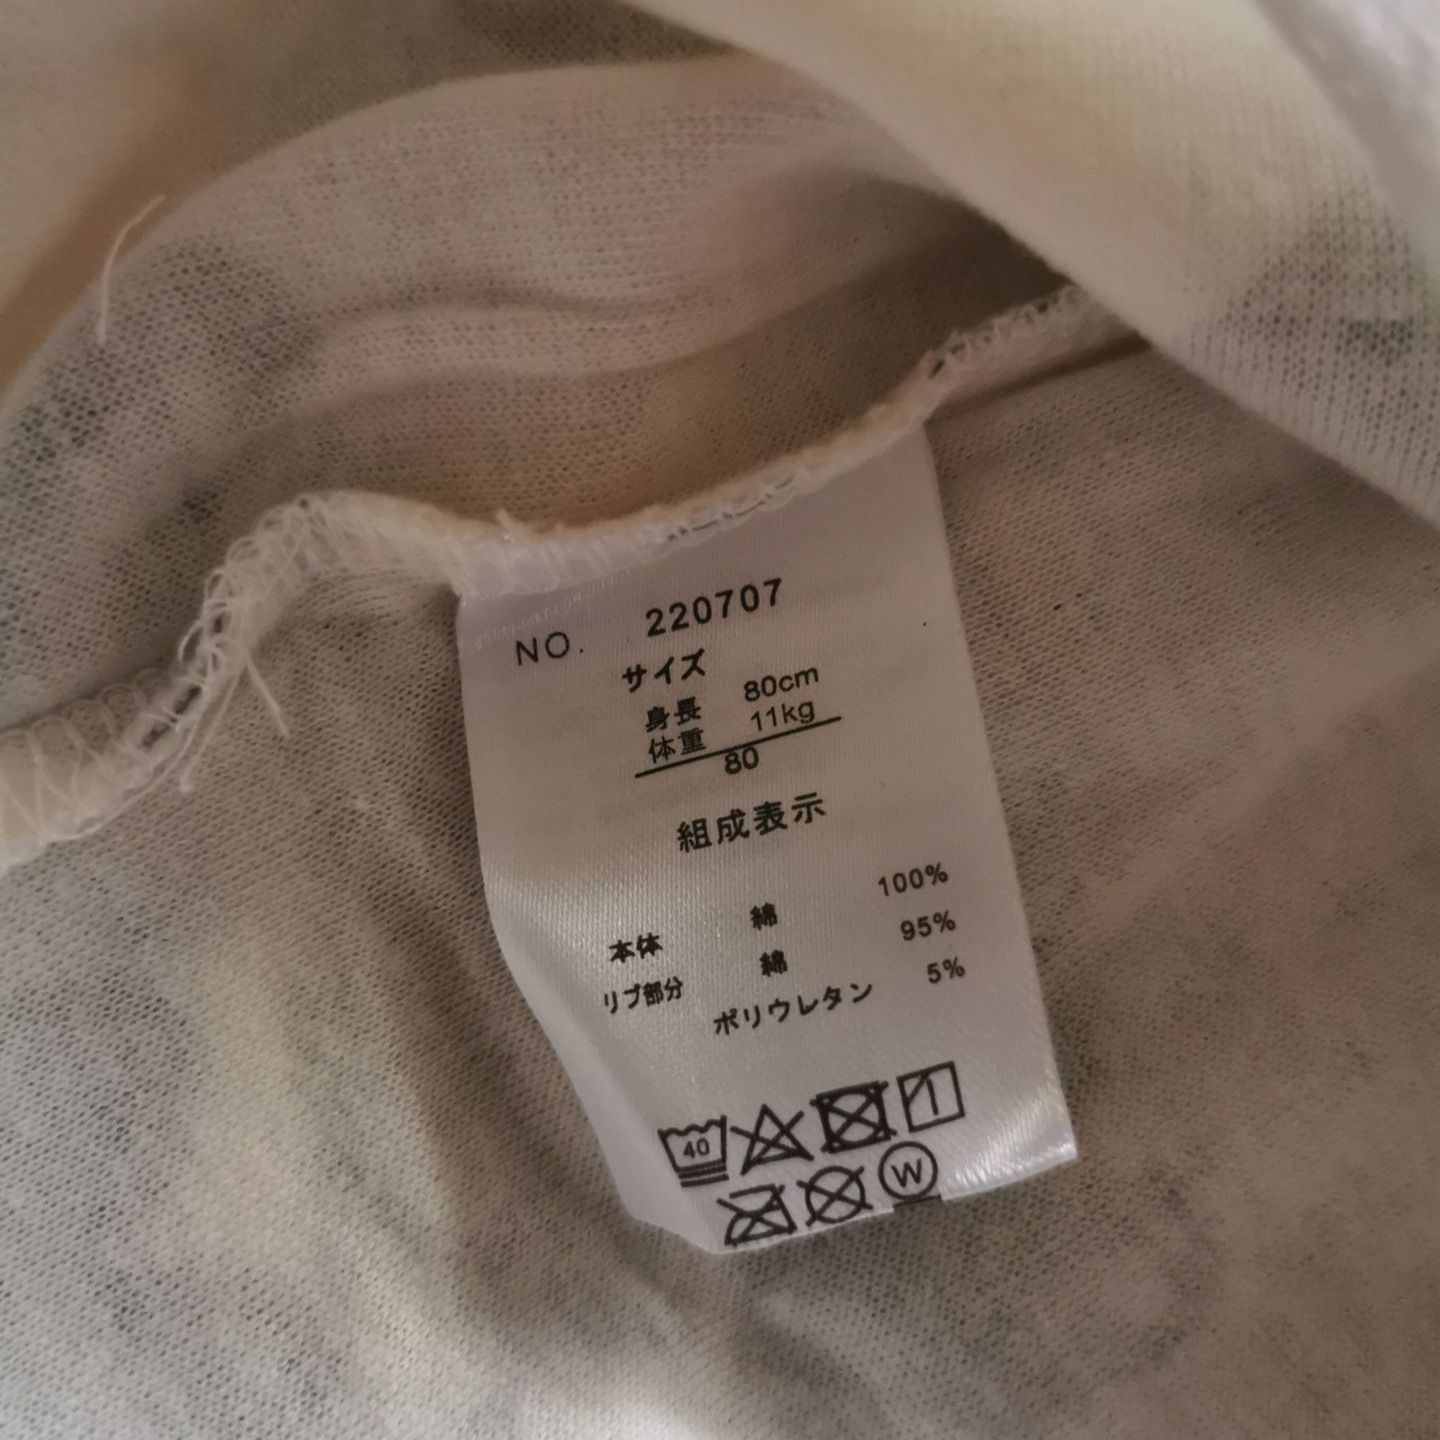 NO. 220707
サイズ
身長 80cm
体重 11kg
80
組成表示
本体 綿 100%
リブ部分 綿 95%
ポリウレタン 5%
40
W